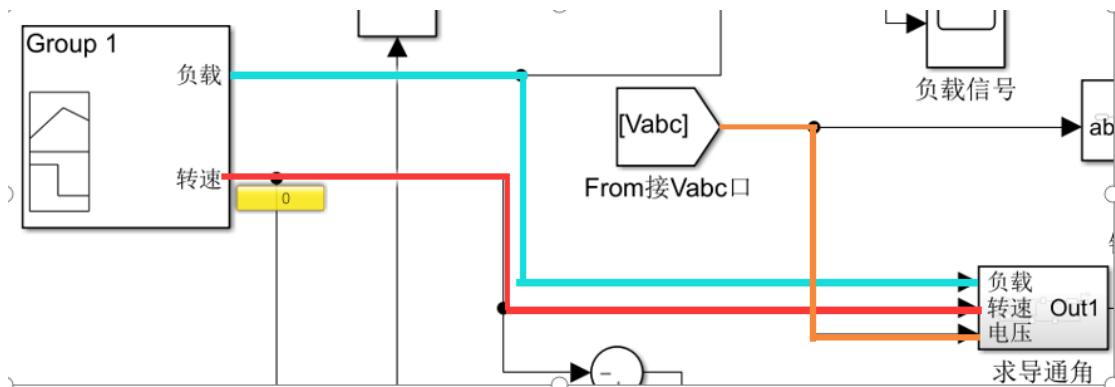 Group 1
负载
转速
0
[Vabc]
From接Vabc口
负载信号
ab
负载
转速
电压
Out1
求导通角